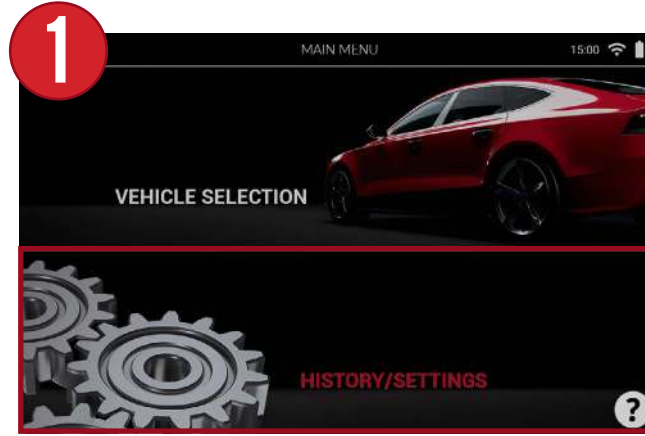 1
MAIN MENU
15:00
VEHICLE SELECTION
HISTORY/SETTINGS
?